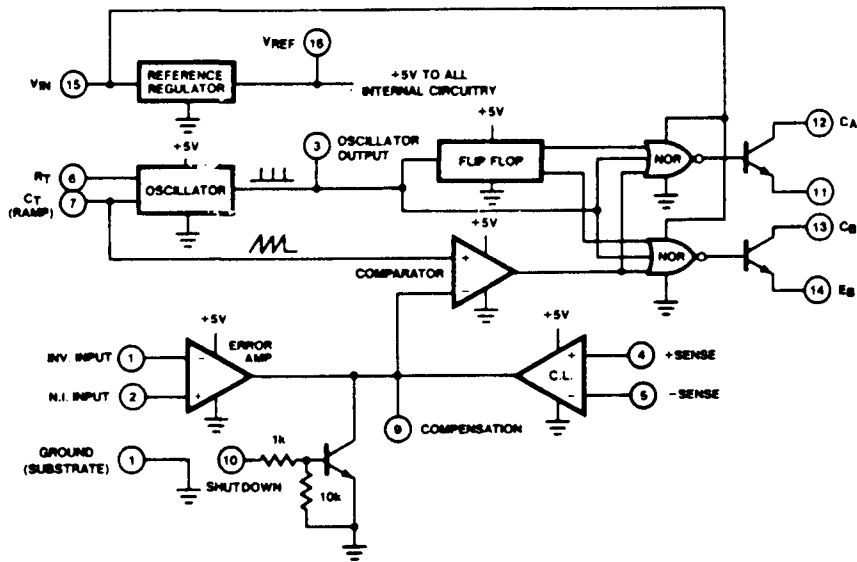 VREF
16
VIN
15
REFERENCE
REGULATOR
+5V TO ALL
INTERNAL CIRCUITRY
+5V
3
OSCILLATOR
OUTPUT
+5V
FLIP FLOP
NOR
12
CA
11
RT
6
CT
7
(RAMP)
OSCILLATOR
+5V
COMPARATOR
+
-
NOR
13
CB
14
EB
+5V
ERROR
AMP
INV. INPUT
1
-
N.I. INPUT
2
+
+5V
C.L.
+
-
4
+SENSE
5
-SENSE
9
COMPENSATION
GROUND
(SUBSTRATE)
1
10
SHUTDOWN
1k
10k